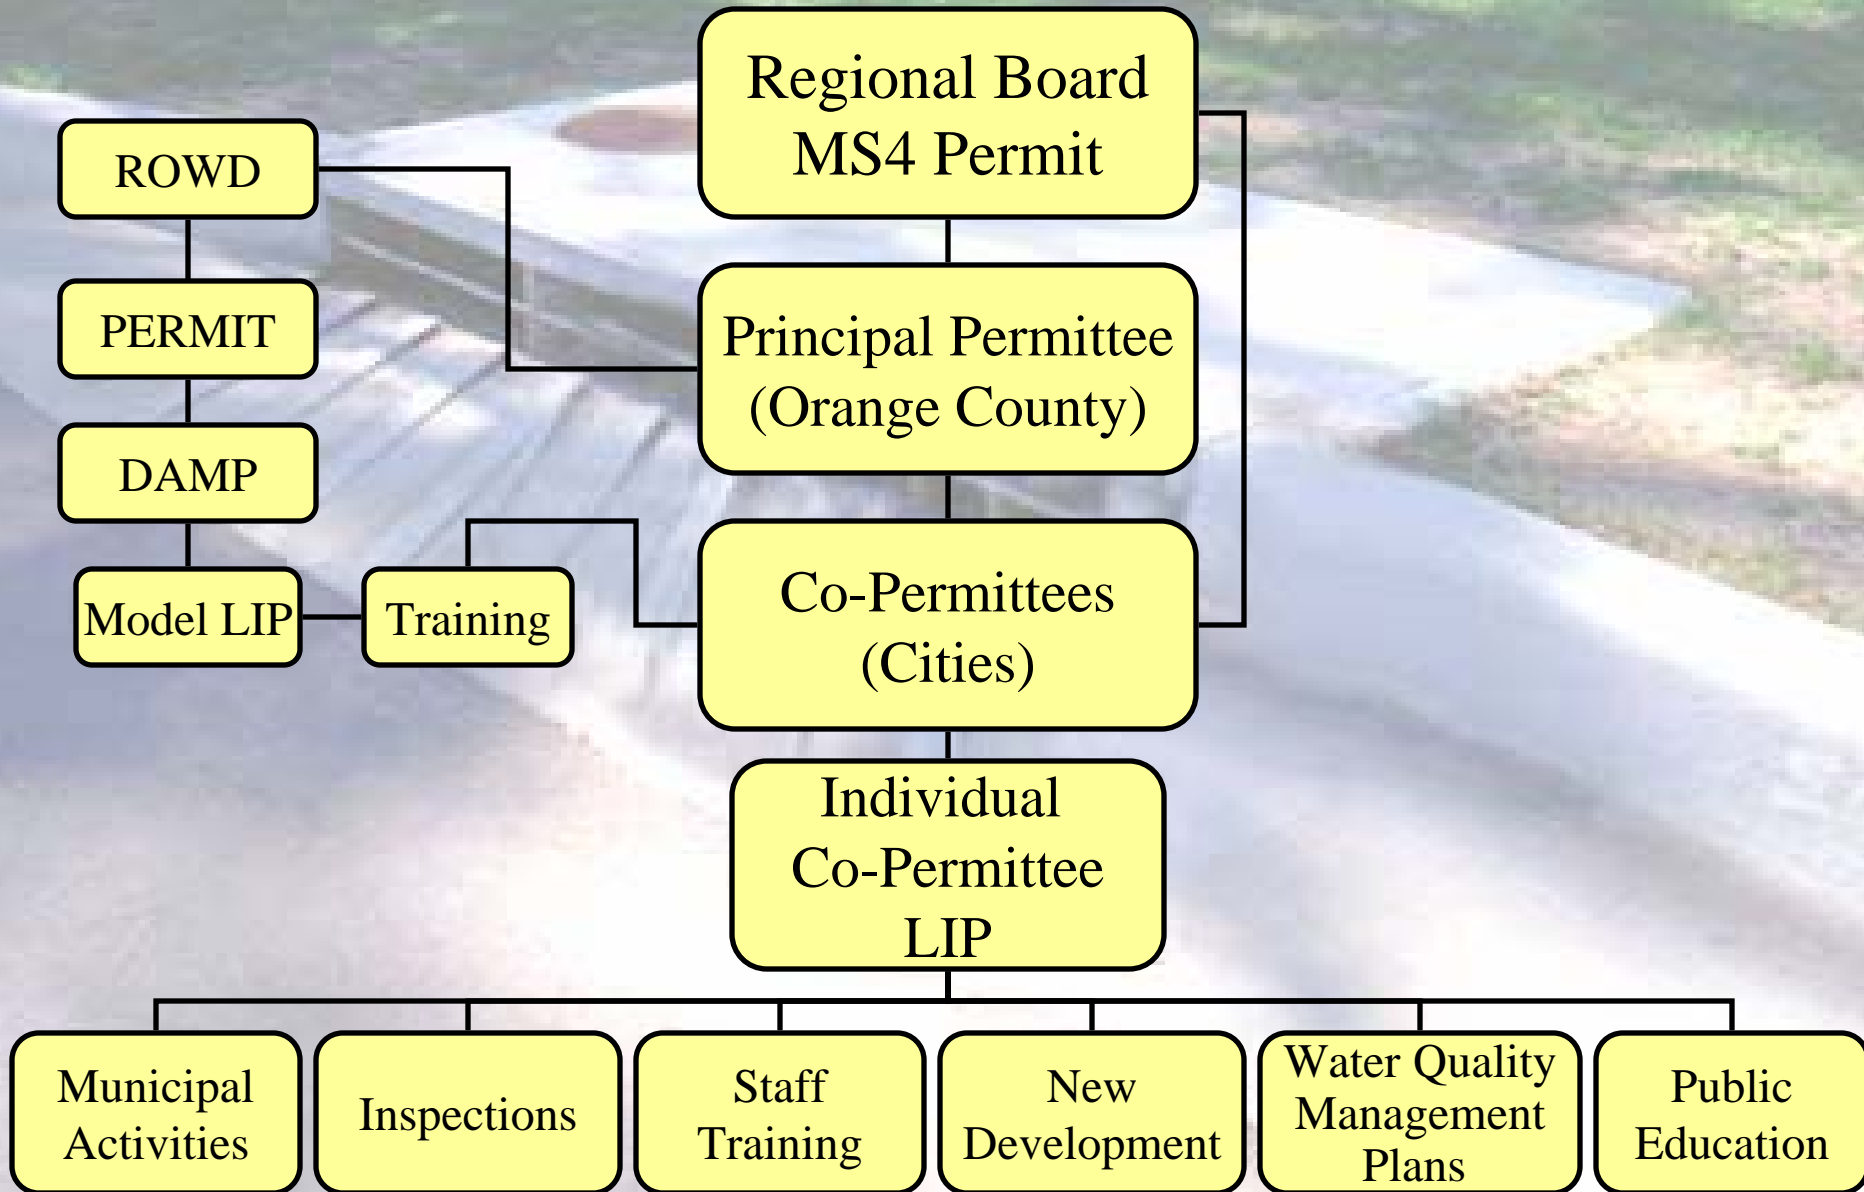 Regional Board
MS4 Permit
ROWD
PERMIT
Principal Permittee
(Orange County)
DAMP
Model LIP
Training
Co-Permittees
(Cities)
Individual
Co-Permittee
LIP
Municipal
Activities
Inspections
Staff
Training
New
Development
Water Quality
Management
Plans
Public
Education